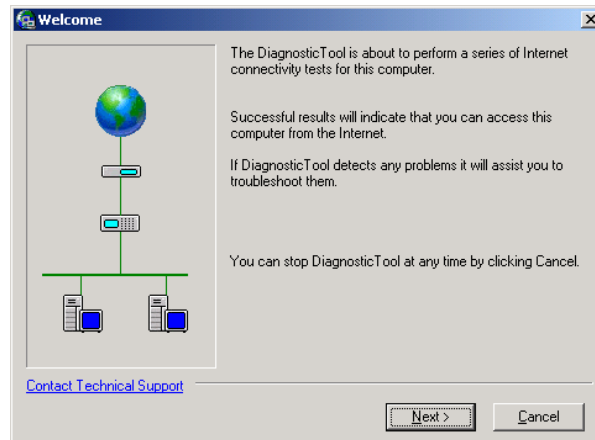 Welcome
The DiagnosticTool is about to perform a series of Internet
connectivity tests for this computer.
Successful results will indicate that you can access this
computer from the Internet.
If DiagnosticTool detects any problems it will assist you to
troubleshoot them.
You can stop DiagnosticTool at any time by clicking Cancel.
Contact Technical Support
Next >
Cancel